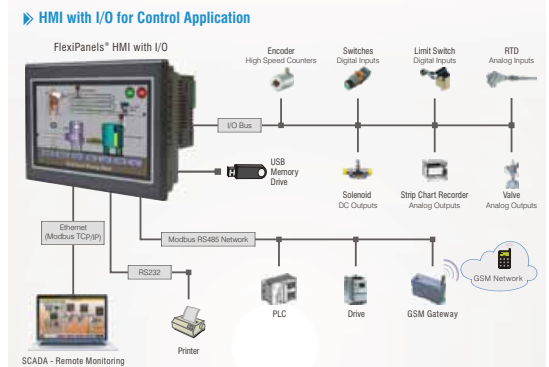 HMI with I/O for Control Application
FlexiPanels® HMI with I/O
Encoder
High Speed Counters
Switches
Digital Inputs
Limit Switch
Digital Inputs
RTD
Analog Inputs
I/O Bus
USB
Memory
Drive
Solenoid
DC Outputs
Strip Chart Recorder
Analog Outputs
Valve
Analog Outputs
Ethernet
(Modbus TCP/IP)
Modbus RS485 Network
RS232
GSM Network
PLC
Drive
GSM Gateway
Printer
SCADA - Remote Monitoring